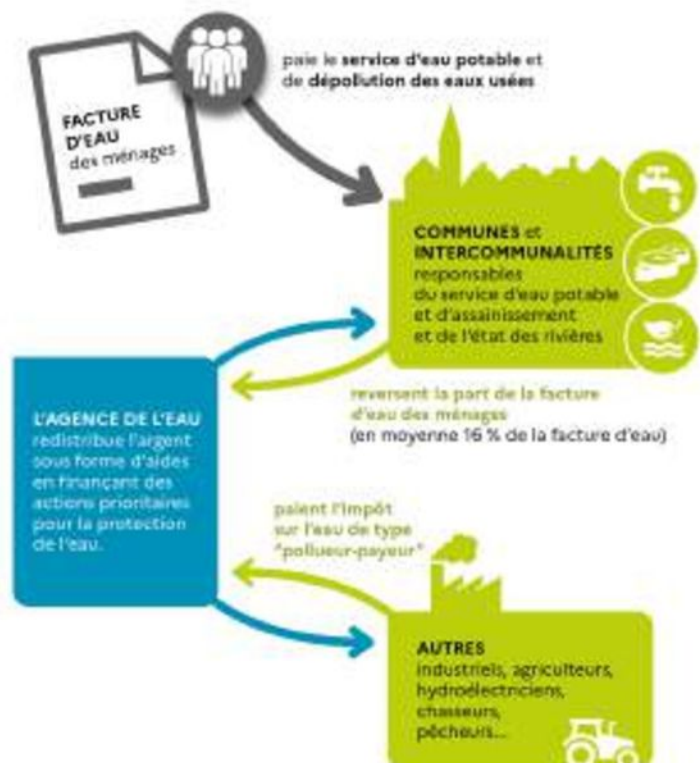 FACTURE
D'EAU
des ménages
paie le service d'eau potable et
de dépollution des eaux usées
COMMUNES et
INTERCOMMUNALITÉS
responsables
du service d'eau potable
et d'assainissement
et de l'état des rivières
reversent la part de la facture
d'eau des ménages
(en moyenne 16 % de la facture d'eau)
L'AGENCE DE L'EAU
redistribue l'argent
sous forme d'aides
en finançant des
actions prioritaires
pour la protection
de l'eau.
paient l'impôt
sur l'eau de type
"pollueur-payeur"
AUTRES
industriels, agriculteurs,
hydroélectriciens,
chasseurs,
pêcheurs...